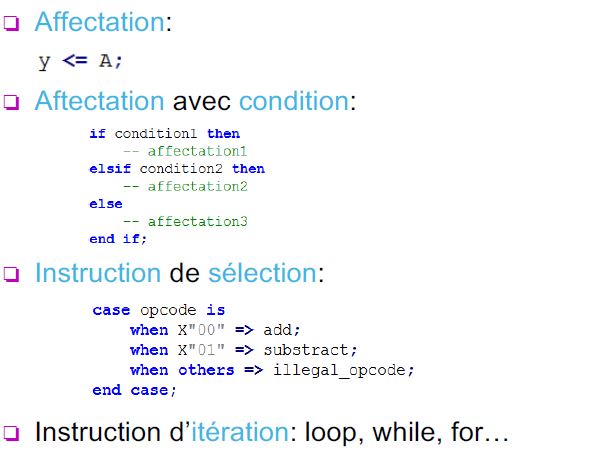 Affectation:
y <= A;
Aftectation avec condition:
if condition1 then
-- affectation1
elsif condition2 then
-- affectation2
else
-- affectation3
end if;
Instruction de sélection:
case opcode is
when X"00" => add;
when X"01" => substract;
when others => illegal_opcode;
end case;
Instruction d’itération: loop, while, for…